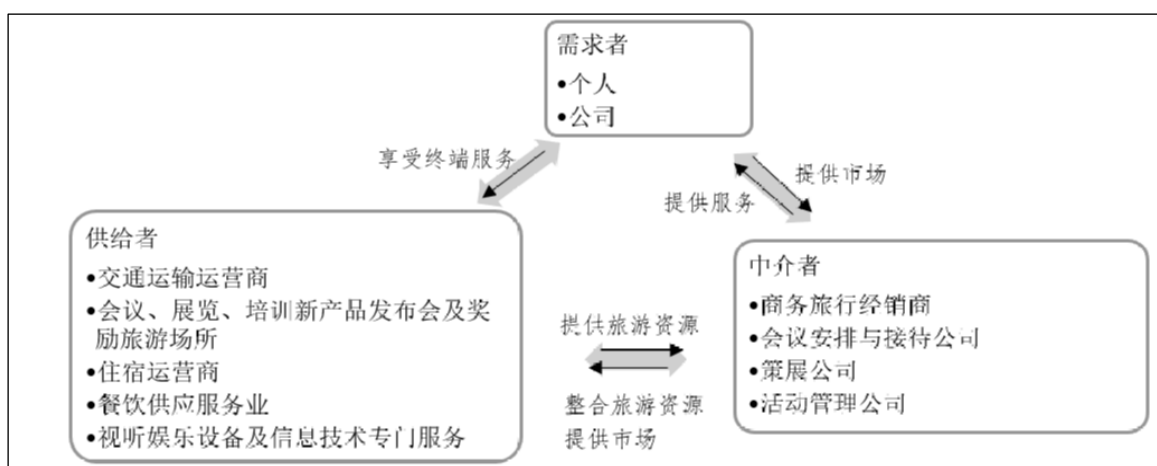 需求者
•个人
•公司
享受终端服务
提供市场
提供服务
供给者
•交通运输运营商
•会议、展览、培训新产品发布会及奖
励旅游场所
•住宿运营商
•餐饮供应服务业
•视听娱乐设备及信息技术专门服务
提供旅游资源
整合旅游资源
提供市场
中介者
•商务旅行经销商
•会议安排与接待公司
•策展公司
•活动管理公司